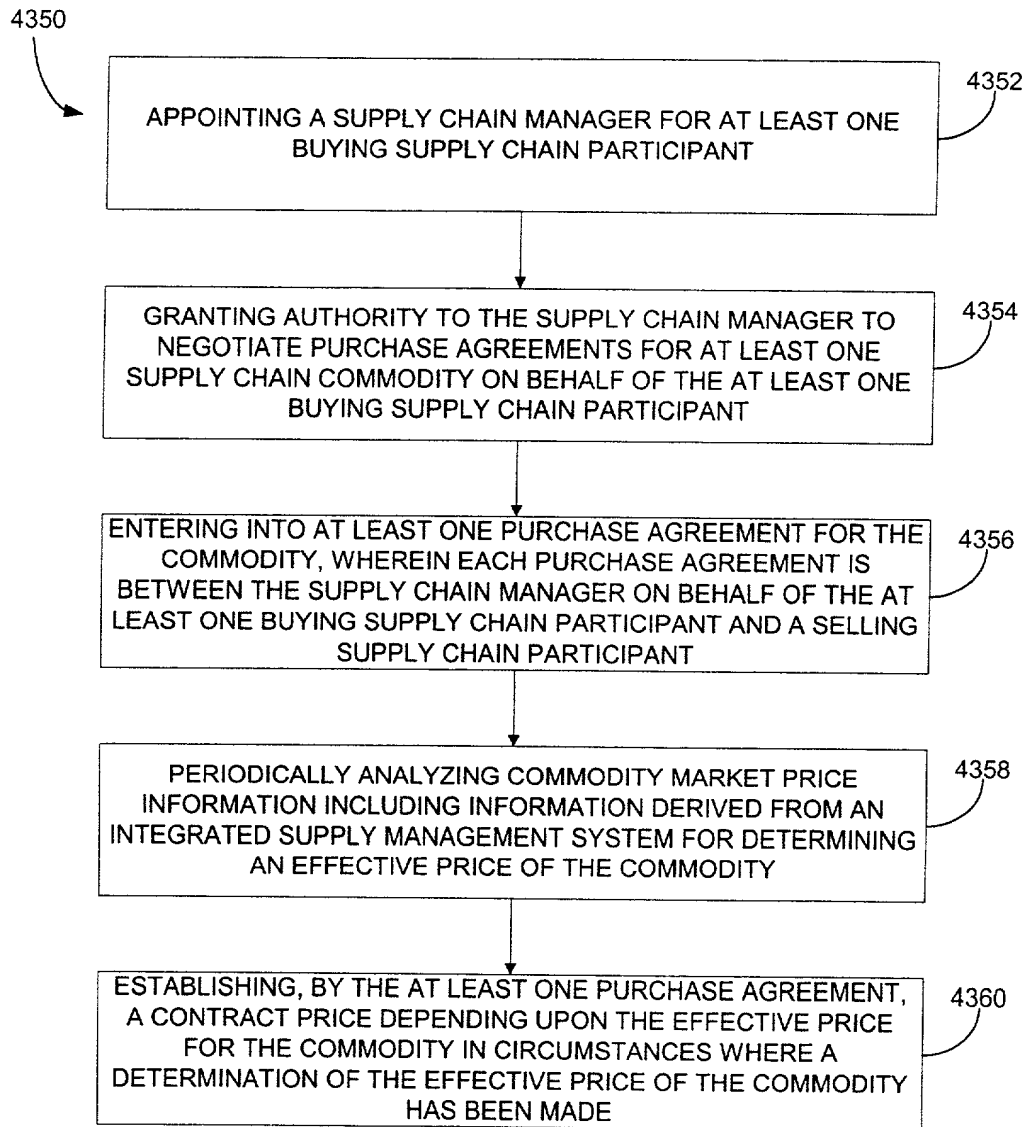 4350
APPOINTING A SUPPLY CHAIN MANAGER FOR AT LEAST ONE
BUYING SUPPLY CHAIN PARTICIPANT
4352
GRANTING AUTHORITY TO THE SUPPLY CHAIN MANAGER TO
NEGOTIATE PURCHASE AGREEMENTS FOR AT LEAST ONE
SUPPLY CHAIN COMMODITY ON BEHALF OF THE AT LEAST ONE
BUYING SUPPLY CHAIN PARTICIPANT
4354
ENTERING INTO AT LEAST ONE PURCHASE AGREEMENT FOR THE
COMMODITY, WHEREIN EACH PURCHASE AGREEMENT IS
BETWEEN THE SUPPLY CHAIN MANAGER ON BEHALF OF THE AT
LEAST ONE BUYING SUPPLY CHAIN PARTICIPANT AND A SELLING
SUPPLY CHAIN PARTICIPANT
4356
PERIODICALLY ANALYZING COMMODITY MARKET PRICE
INFORMATION INCLUDING INFORMATION DERIVED FROM AN
INTEGRATED SUPPLY MANAGEMENT SYSTEM FOR DETERMINING
AN EFFECTIVE PRICE OF THE COMMODITY
4358
ESTABLISHING, BY THE AT LEAST ONE PURCHASE AGREEMENT,
A CONTRACT PRICE DEPENDING UPON THE EFFECTIVE PRICE
FOR THE COMMODITY IN CIRCUMSTANCES WHERE A
DETERMINATION OF THE EFFECTIVE PRICE OF THE COMMODITY
HAS BEEN MADE
4360